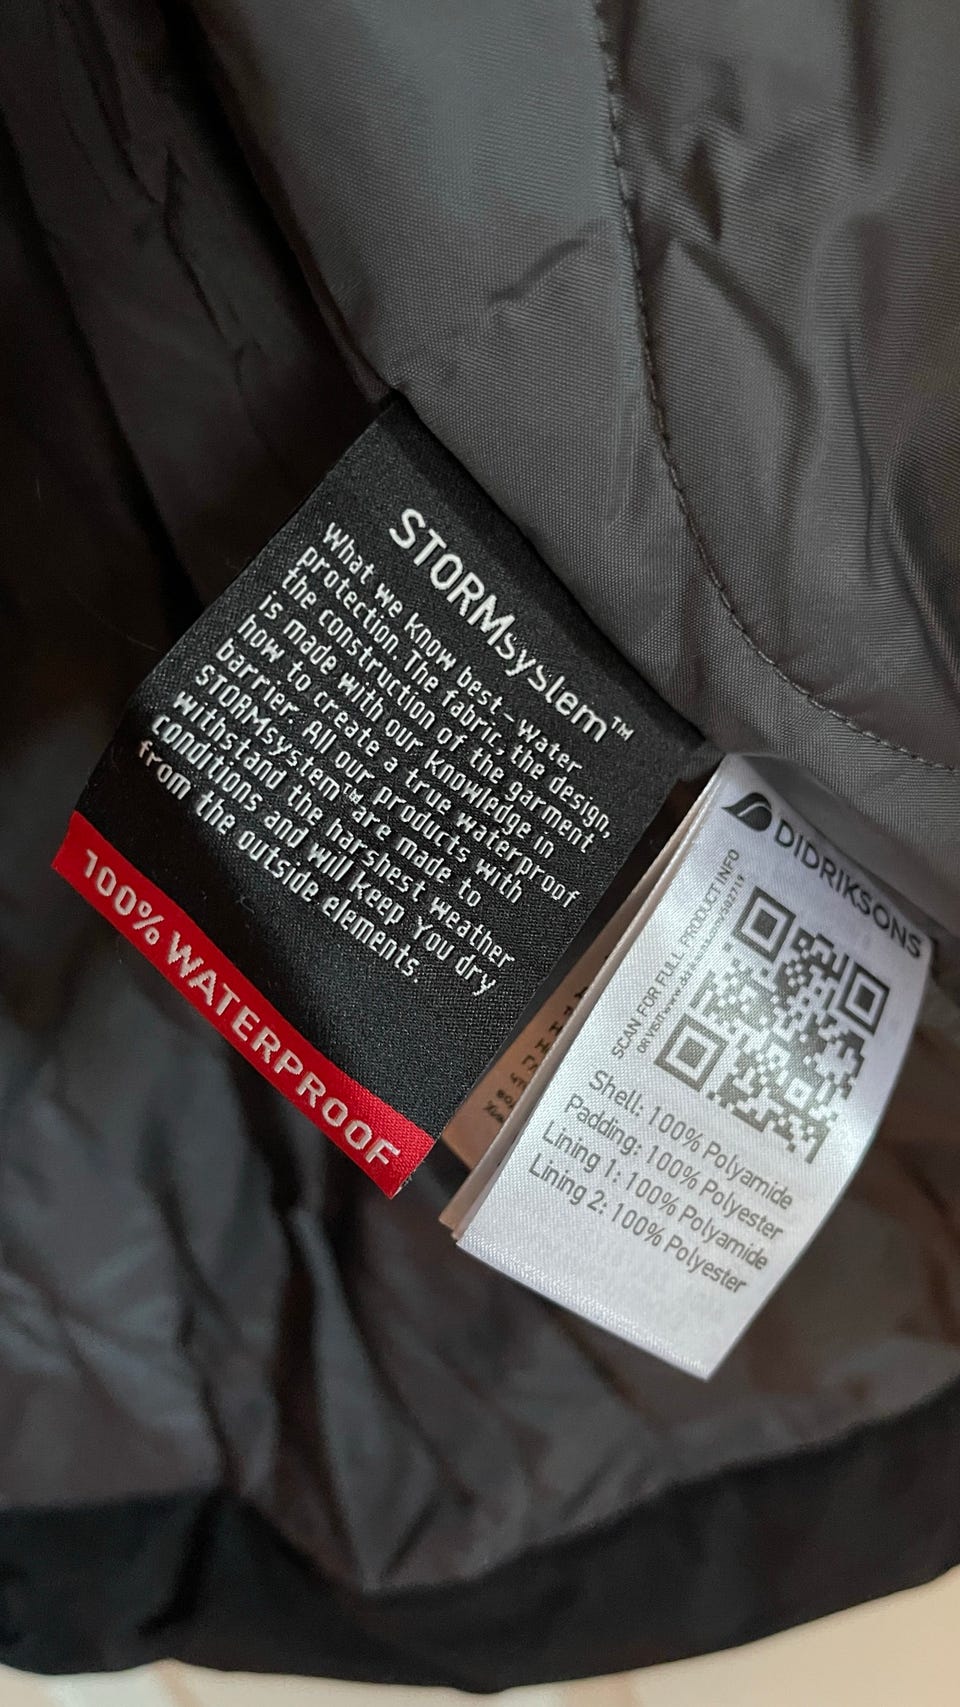 STORMsystem™
What we know best-water
protection. The fabric, the design,
the construction of the garment
is made with our knowledge in
how to create a true waterproof
barrier. All our products with
STORMsystem™ are made to
withstand the harshest weather
conditions and will keep You dry
from the outside elements.
100% WATERPROOF
DIDRIKSONS
SCAN FOR FULL PRODUCT INFO
OR VISIT
Shell: 100% Polyamide
Padding: 100% Polyester
Lining 1: 100% Polyamide
Lining 2: 100% Polyester